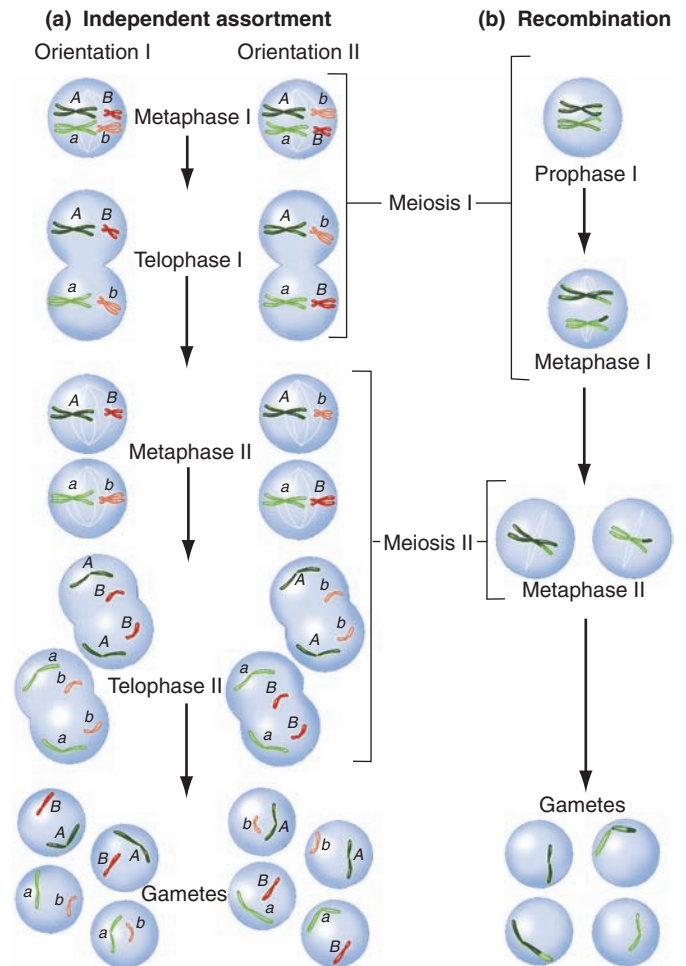 (a) Independent assortment
(b) Recombination
Orientation I
Orientation II
A B
a b
Metaphase I
A b
a B
A B
a b
Telophase I
A b
a B
Meiosis I
Prophase I
Metaphase I
A B
a b
Metaphase II
A b
a B
Meiosis II
Metaphase II
A
B
B
A
a
b
b
a
Telophase II
A
b
b
A
a
B
B
a
Gametes
B
A
B
A
a
b
a
b
Gametes
b
A
b
A
B
a
a
B